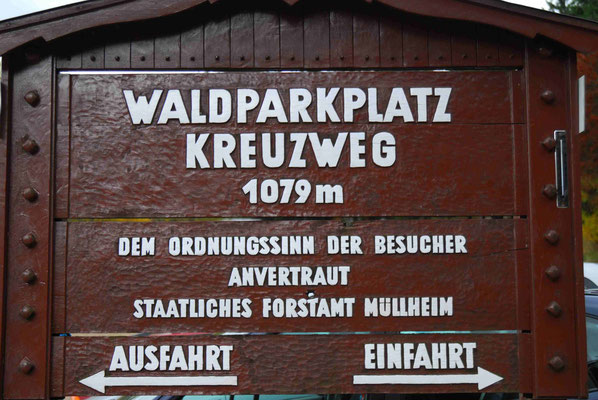 WALDPARKPLATZ
KREUZWEG
1079 m
DEM ORDNUNGSSINN DER BESUCHER
ANVERTRAUT
STAATLICHES FORSTAMT MÜLLHEIM
AUSFAHRT EINFAHRT